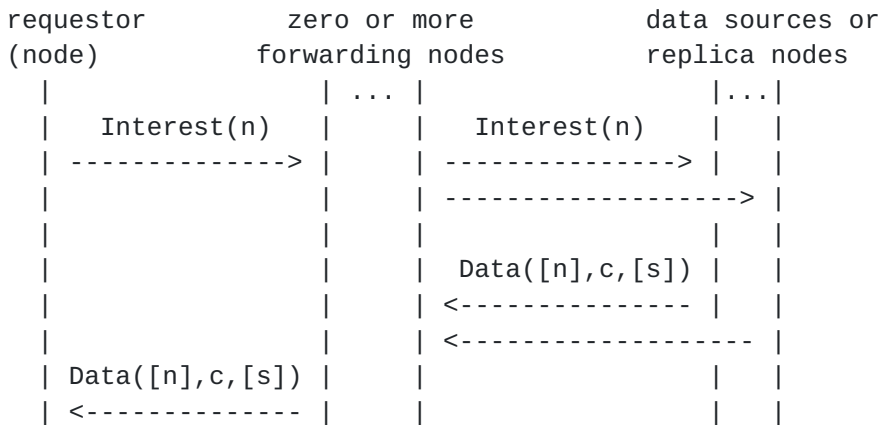 requestor zero or more data sources or
(node) forwarding nodes replica nodes
| | ... | |...|
| Interest(n) | | Interest(n) | |
| --------------> | | ---------------> | |
| | | -------------------> |
| | | | |
| | | Data([n],c,[s]) | |
| | | <--------------- | |
| | | <------------------- |
| Data([n],c,[s]) | | | |
| <-------------- | | | |